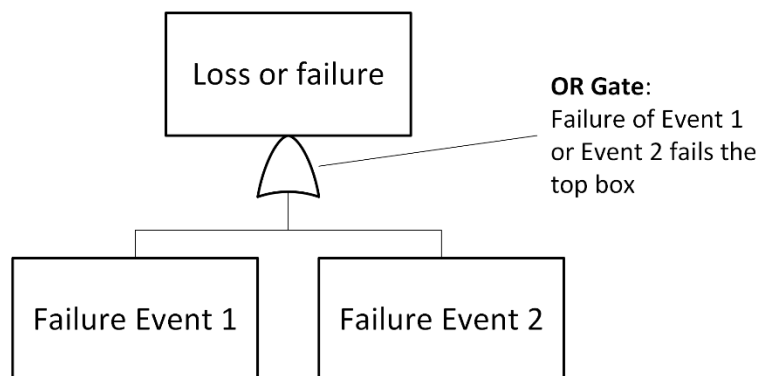 Loss or failure
OR Gate:
Failure of Event 1
or Event 2 fails the
top box
Failure Event 1
Failure Event 2